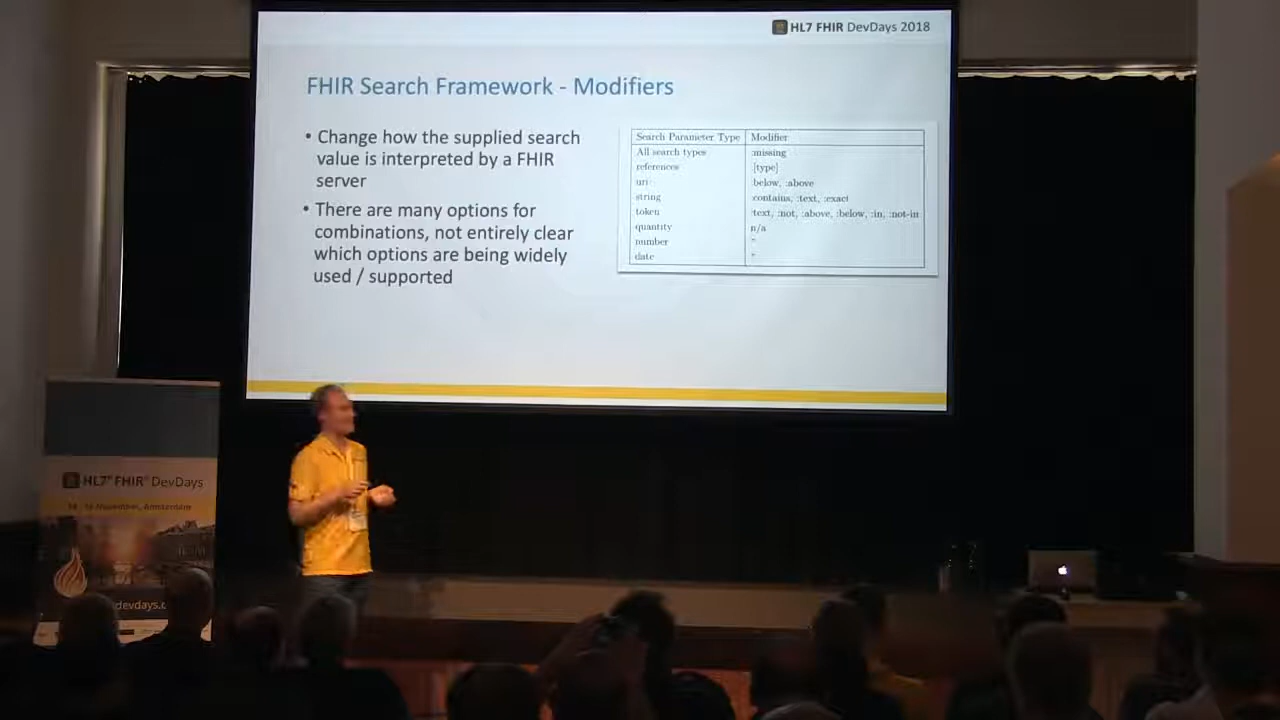 HL7 FHIR DevDays 2018
FHIR Search Framework - Modifiers
• Change how the supplied search
value is interpreted by a FHIR
server
• There are many options for
combinations, not entirely clear
which options are being widely
used / supported
Search Parameter Type Modifier
All search types :missing
references :[type]
uri :below, :above
string :contains, :text, :exact
token :text, :not, :above, :below, :in, :not-in
quantity n/a
number "
date "
HL7® FHIR® DevDays
November, Amsterdam
devdays.c